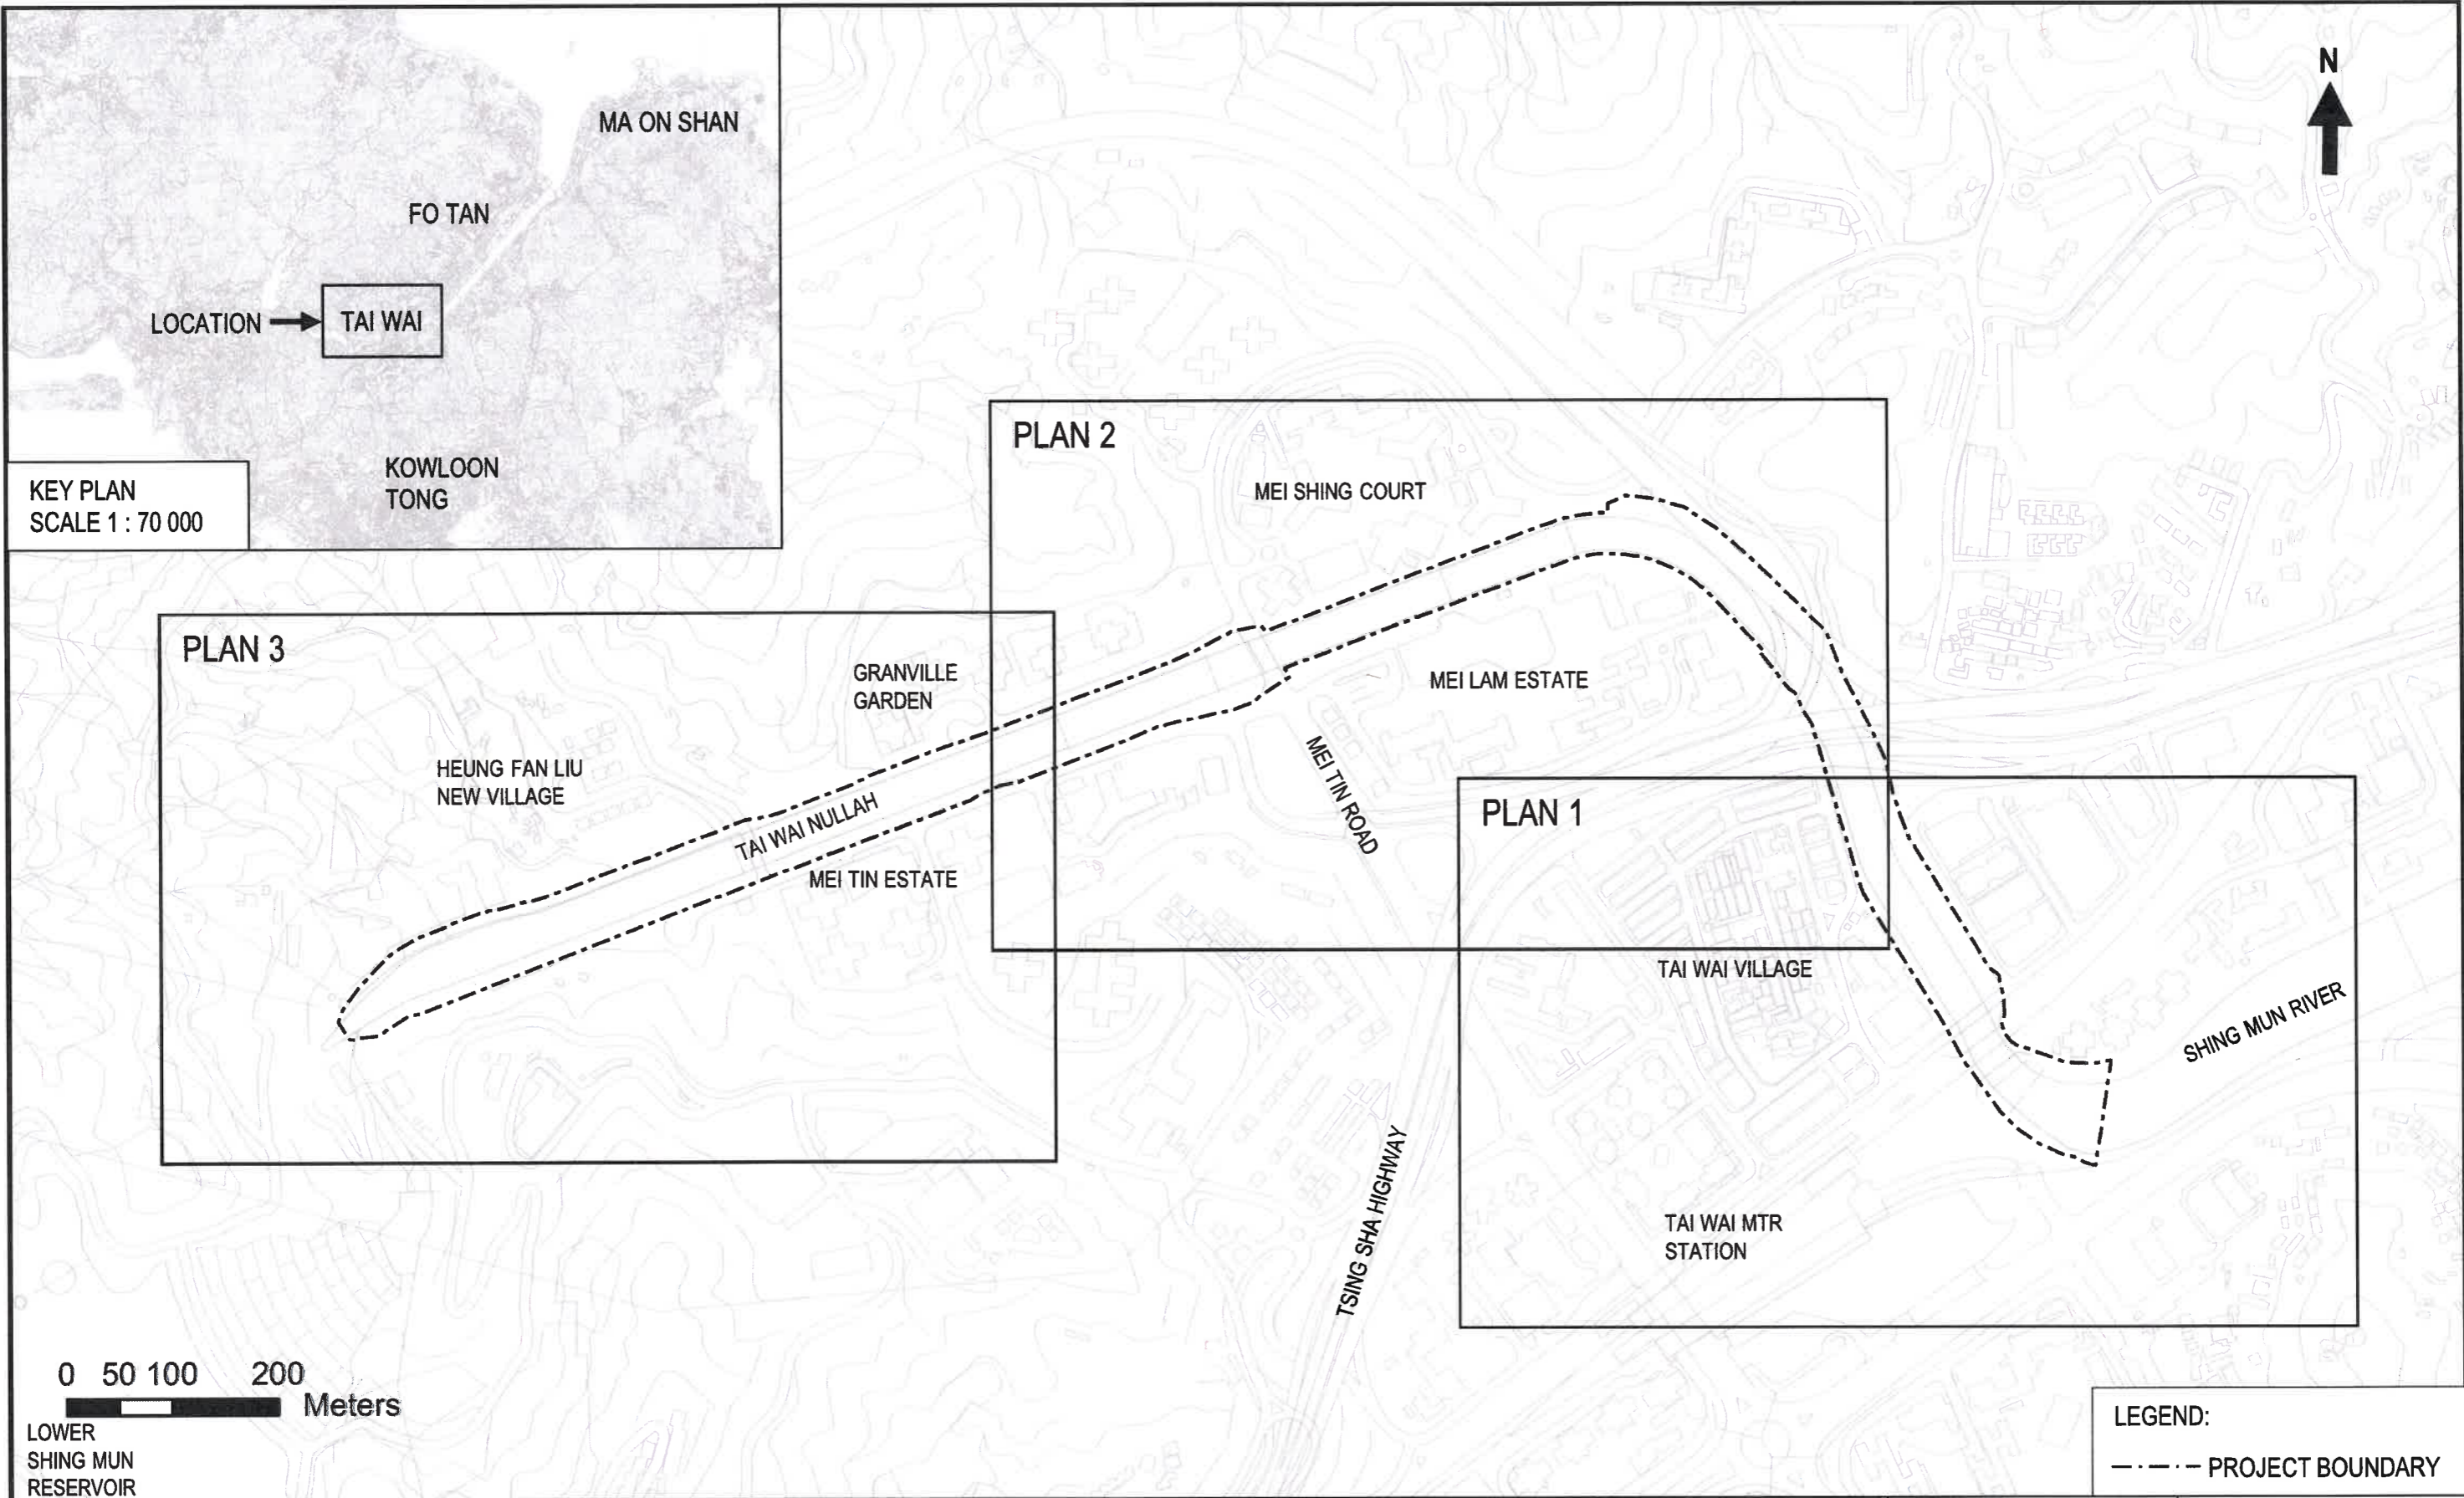 MA ON SHAN
FO TAN
LOCATION
TAI WAI
KOWLOON
TONG
KEY PLAN
SCALE 1 : 70 000
N
PLAN 2
MEI SHING COURT
PLAN 3
GRANVILLE
GARDEN
MEI LAM ESTATE
HEUNG FAN LIU
NEW VILLAGE
MEI TIN ROAD
TAI WAI NULLAH
PLAN 1
MEI TIN ESTATE
TAI WAI VILLAGE
SHING MUN RIVER
TSING SHA HIGHWAY
TAI WAI MTR
STATION
0 50 100 200
Meters
LOWER
SHING MUN
RESERVOIR
LEGEND:
PROJECT BOUNDARY